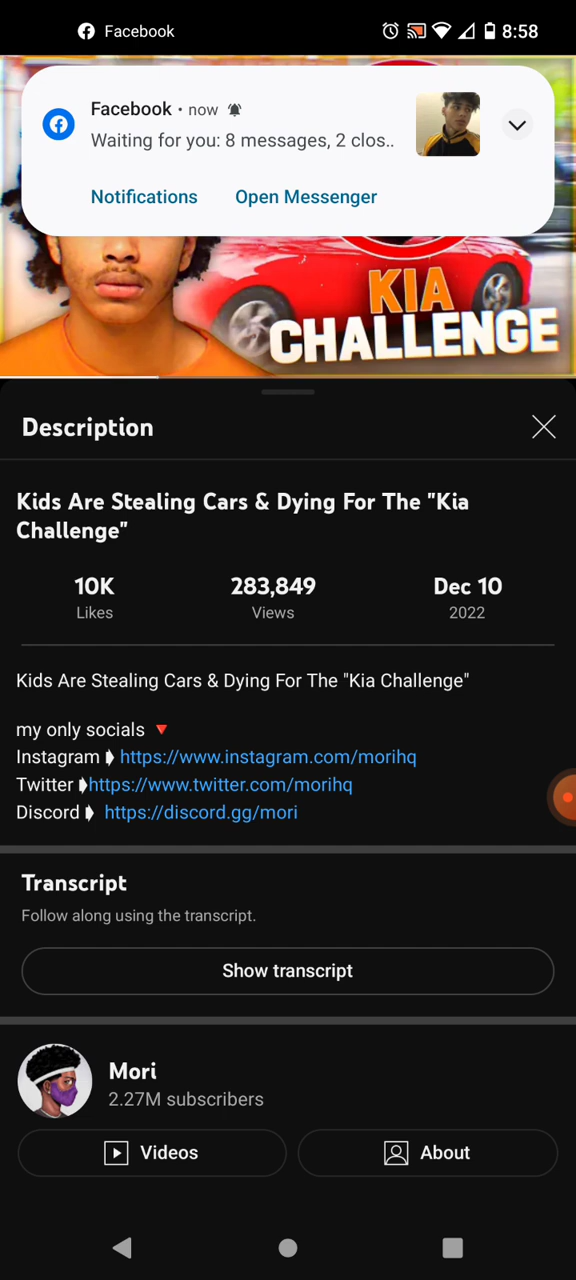 Facebook
8:58
Facebook • now
Waiting for you: 8 messages, 2 clos..
Notifications
Open Messenger
KIA
CHALLENGE
Description
Kids Are Stealing Cars & Dying For The "Kia
Challenge"
10K
283,849
Dec 10
Likes
Views
2022
Kids Are Stealing Cars & Dying For The "Kia Challenge"
my only socials 🔻
Instagram ➧ https://www.instagram.com/morihq
Twitter ➧https://www.twitter.com/morihq
Discord ➧ https://discord.gg/mori
Transcript
Follow along using the transcript.
Show transcript
Mori
2.27M subscribers
Videos
About